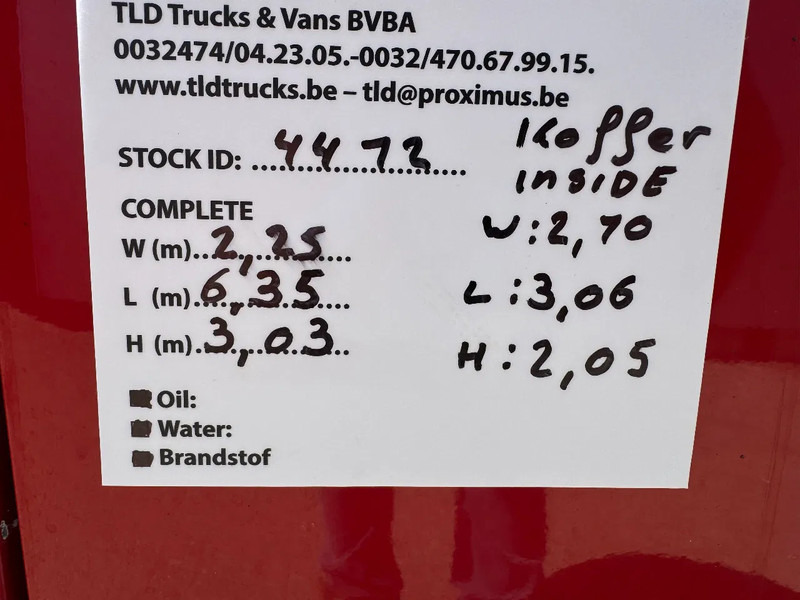 TLD Trucks & Vans BVBA
0032474/04.23.05.-0032/470.67.99.15.
www.tldtrucks.be – tld@proximus.be
STOCK ID: 4472
COMPLETE
W (m) 2,25
L (m) 6,35
H (m) 3,03
Koffer
INSIDE
W: 2,70
L: 3,06
H: 2,05
Oil:
Water:
Brandstof